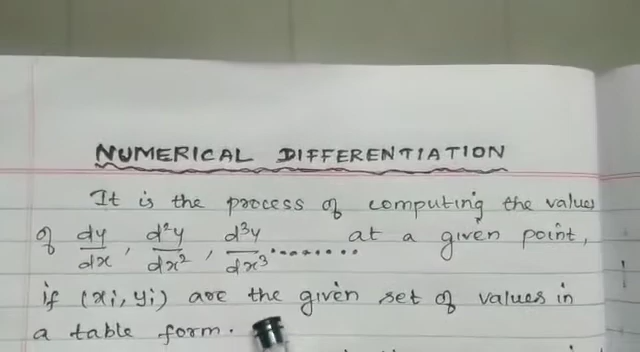 NUMERICAL DIFFERENTIATION
It is the process of computing the values
of dy/dx, d²y/dx², d³y/dx³ ........ at a given point,
if (xi, yi) are the given set of values in
a table form.